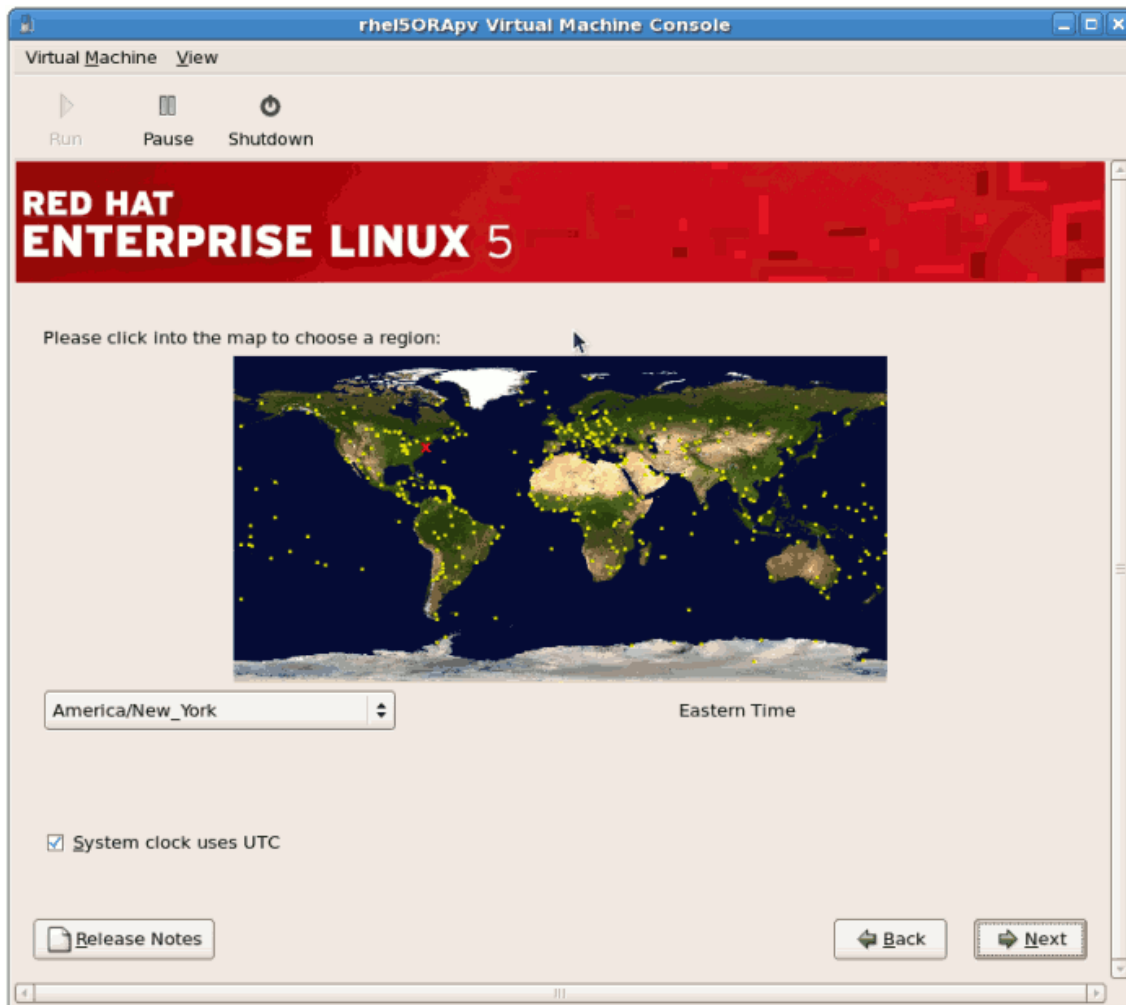 rhel5ORApv Virtual Machine Console
Virtual Machine View
Run Pause Shutdown
RED HAT
ENTERPRISE LINUX 5
Please click into the map to choose a region:
America/New_York
Eastern Time
System clock uses UTC
Release Notes
Back
Next